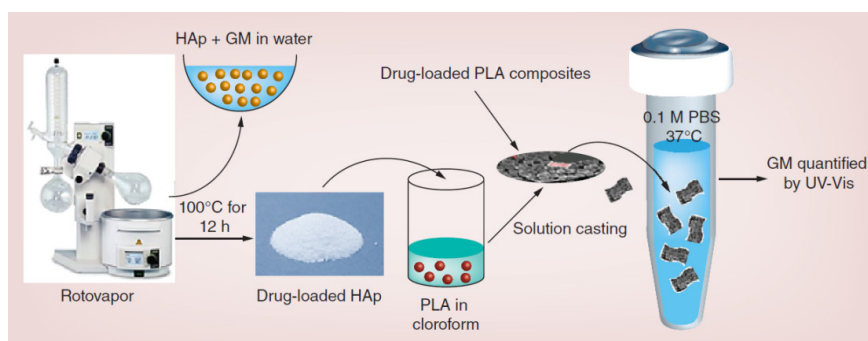 HAp + GM in water
Rotovapor
100°C for
12 h
Drug-loaded HAp
PLA in
cloroform
Drug-loaded PLA composites
Solution casting
0.1 M PBS
37°C
GM quantified
by UV-Vis